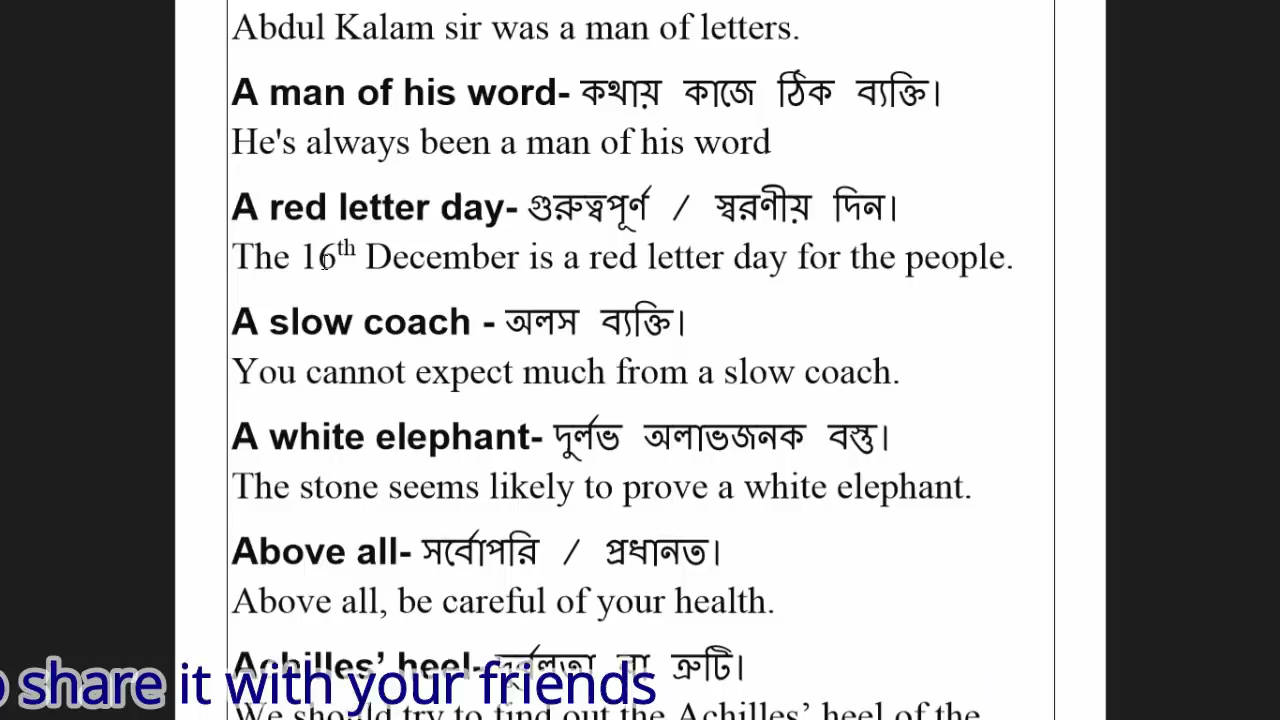 Abdul Kalam sir was a man of letters.
A man of his word- কথায় কাজে ঠিক ব্যক্তি।
He's always been a man of his word
A red letter day- গুরুত্বপূর্ণ / স্বরণীয় দিন।
The 16th December is a red letter day for the people.
A slow coach - অলস ব্যক্তি।
You cannot expect much from a slow coach.
A white elephant- দুর্লভ অলাভজনক বস্তু।
The stone seems likely to prove a white elephant.
Above all- সর্বোপরি / প্রধানত।
Above all, be careful of your health.
Achilles’ heel- দুর্বলতা বা ত্রুটি।
share it with your friends
We should try to find out the Achilles’ heel of the